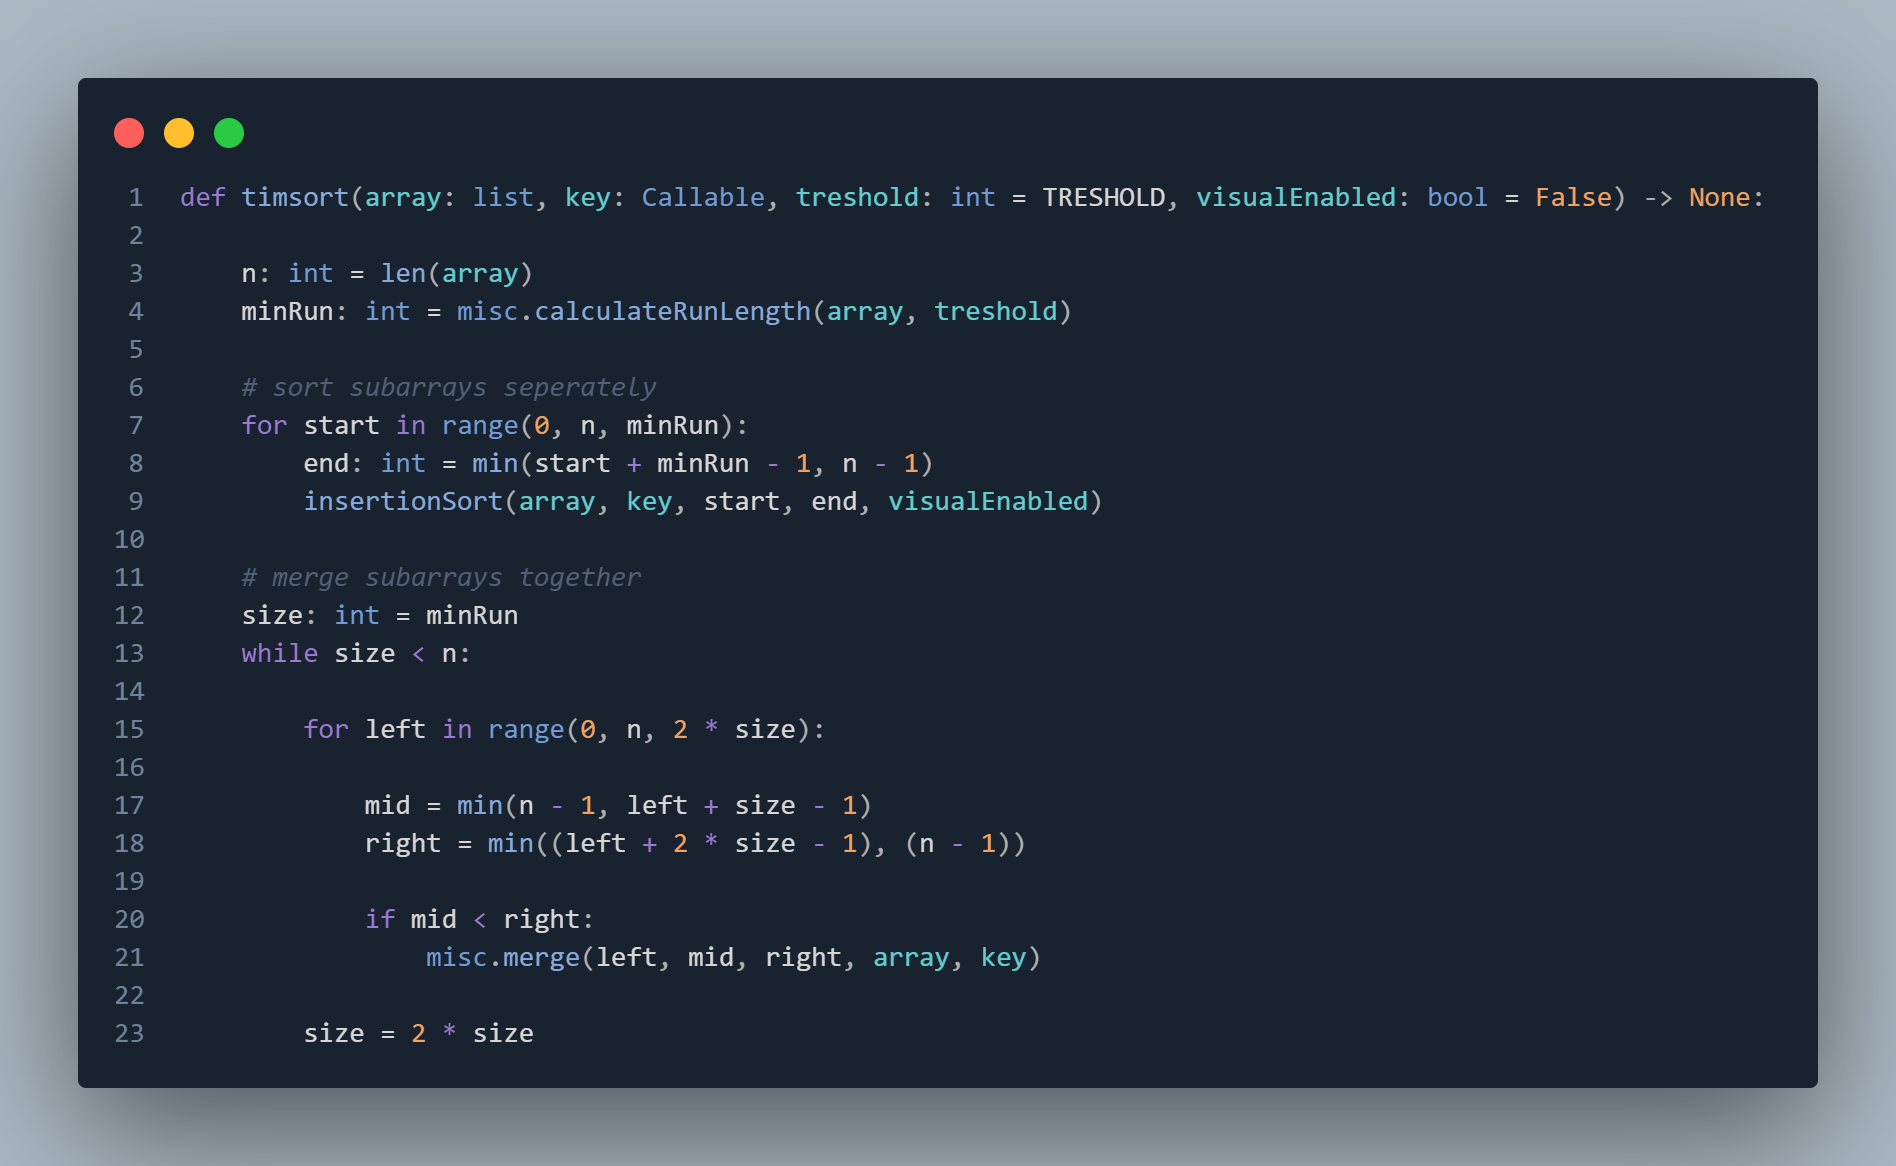 1 def timsort(array: list, key: Callable, treshold: int = TRESHOLD, visualEnabled: bool = False) -> None:
2
3     n: int = len(array)
4     minRun: int = misc.calculateRunLength(array, treshold)
5
6     # sort subarrays seperately
7     for start in range(0, n, minRun):
8         end: int = min(start + minRun - 1, n - 1)
9         insertionSort(array, key, start, end, visualEnabled)
10
11     # merge subarrays together
12     size: int = minRun
13     while size < n:
14
15         for left in range(0, n, 2 * size):
16
17             mid = min(n - 1, left + size - 1)
18             right = min((left + 2 * size - 1), (n - 1))
19
20             if mid < right:
21                 misc.merge(left, mid, right, array, key)
22
23         size = 2 * size